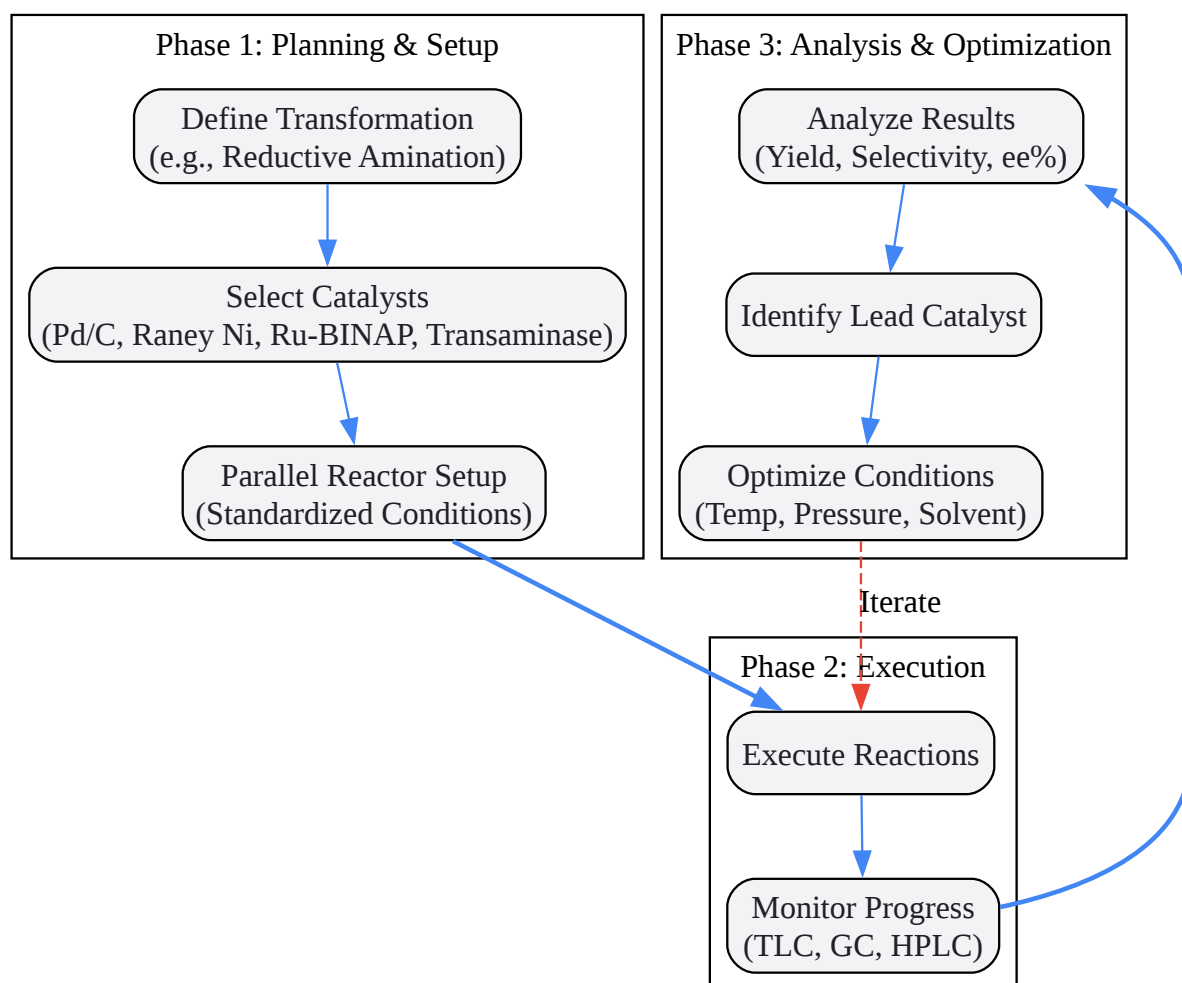 Phase 1: Planning & Setup
Define Transformation
(e.g., Reductive Amination)
Select Catalysts
(Pd/C, Raney Ni, Ru-BINAP, Transaminase)
Parallel Reactor Setup
(Standardized Conditions)
Phase 3: Analysis & Optimization
Analyze Results
(Yield, Selectivity, ee%)
Identify Lead Catalyst
Optimize Conditions
(Temp, Pressure, Solvent)
Iterate
Phase 2: Execution
Execute Reactions
Monitor Progress
(TLC, GC, HPLC)